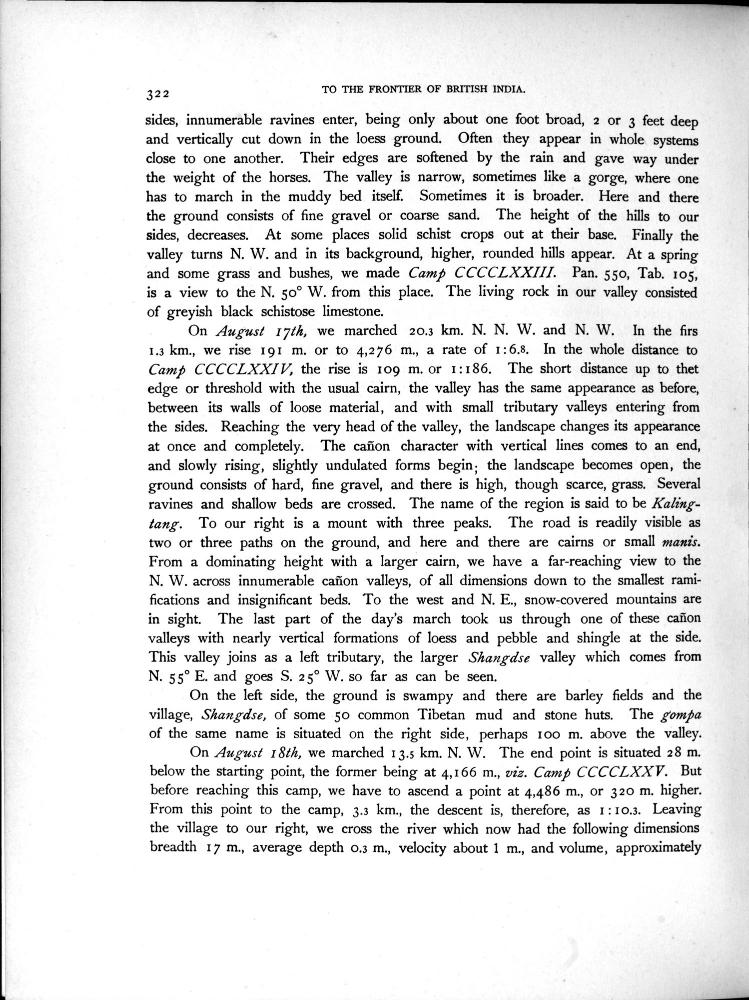 322
TO THE FRONTIER OF BRITISH INDIA.
sides, innumerable ravines enter, being only about one foot broad, 2 or 3 feet deep
and vertically cut down in the loess ground. Often they appear in whole systems
close to one another. Their edges are softened by the rain and gave way under
the weight of the horses. The valley is narrow, sometimes like a gorge, where one
has to march in the muddy bed itself. Sometimes it is broader. Here and there
the ground consists of fine gravel or coarse sand. The height of the hills to our
sides, decreases. At some places solid schist crops out at their base. Finally the
valley turns N. W. and in its background, higher, rounded hills appear. At a spring
and some grass and bushes, we made Camp CCCCLXXIII. Pan. 550, Tab. 105,
is a view to the N. 50° W. from this place. The living rock in our valley consisted
of greyish black schistose limestone.
On August 17th, we marched 20.3 km. N. N. W. and N. W. In the firs
1.3 km., we rise 191 m. or to 4,276 m., a rate of 1:6.8. In the whole distance to
Camp CCCCLXXIV, the rise is 109 m. or 1:186. The short distance up to thet
edge or threshold with the usual cairn, the valley has the same appearance as before,
between its walls of loose material, and with small tributary valleys entering from
the sides. Reaching the very head of the valley, the landscape changes its appearance
at once and completely. The cañon character with vertical lines comes to an end,
and slowly rising, slightly undulated forms begin; the landscape becomes open, the
ground consists of hard, fine gravel, and there is high, though scarce, grass. Several
ravines and shallow beds are crossed. The name of the region is said to be Kaling-
tang. To our right is a mount with three peaks. The road is readily visible as
two or three paths on the ground, and here and there are cairns or small manis.
From a dominating height with a larger cairn, we have a far-reaching view to the
N. W. across innumerable cañon valleys, of all dimensions down to the smallest rami-
fications and insignificant beds. To the west and N. E., snow-covered mountains are
in sight. The last part of the day's march took us through one of these cañon
valleys with nearly vertical formations of loess and pebble and shingle at the side.
This valley joins as a left tributary, the larger Shangdse valley which comes from
N. 55° E. and goes S. 25° W. so far as can be seen.
On the left side, the ground is swampy and there are barley fields and the
village, Shangdse, of some 50 common Tibetan mud and stone huts. The gompa
of the same name is situated on the right side, perhaps 100 m. above the valley.
On August 18th, we marched 13.5 km. N. W. The end point is situated 28 m.
below the starting point, the former being at 4,166 m., viz. Camp CCCCLXXV. But
before reaching this camp, we have to ascend a point at 4,486 m., or 320 m. higher.
From this point to the camp, 3.3 km., the descent is, therefore, as 1:10.3. Leaving
the village to our right, we cross the river which now had the following dimensions
breadth 17 m., average depth 0.3 m., velocity about 1 m., and volume, approximately